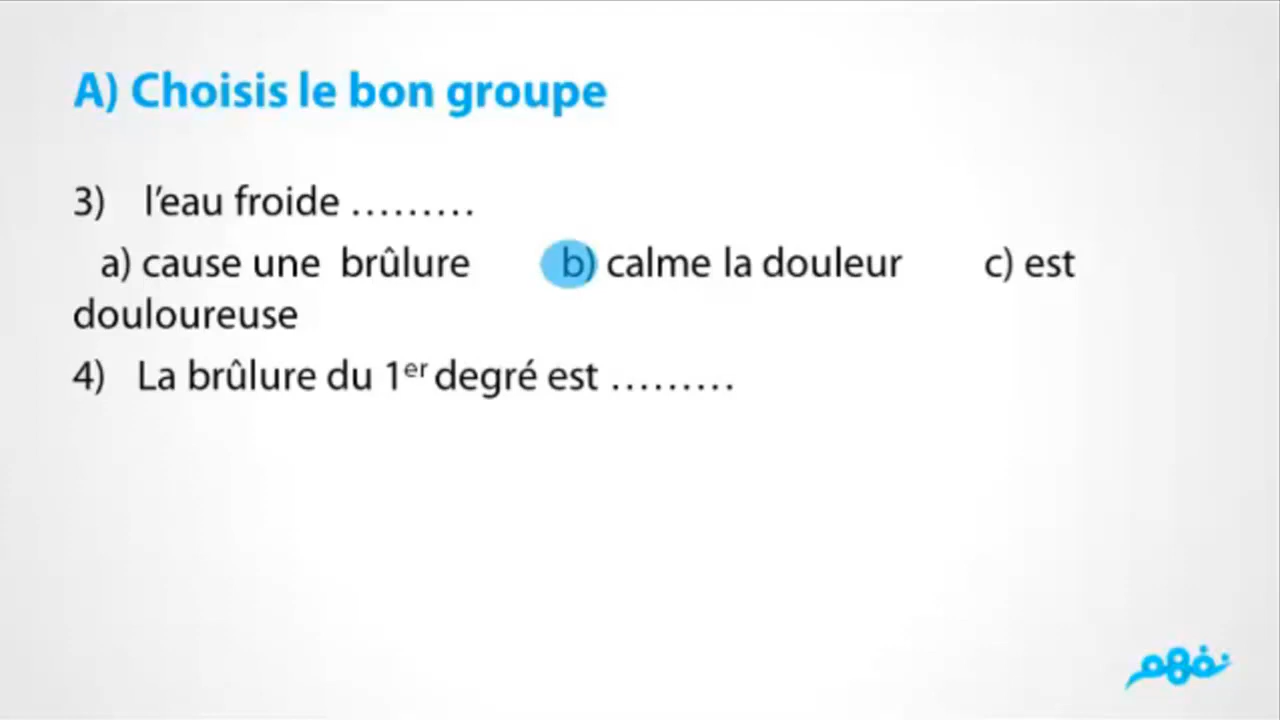 A) Choisis le bon groupe
3) l’eau froide .........
a) cause une brûlure b) calme la douleur c) est
douloureuse
4) La brûlure du 1er degré est .........
نفهم